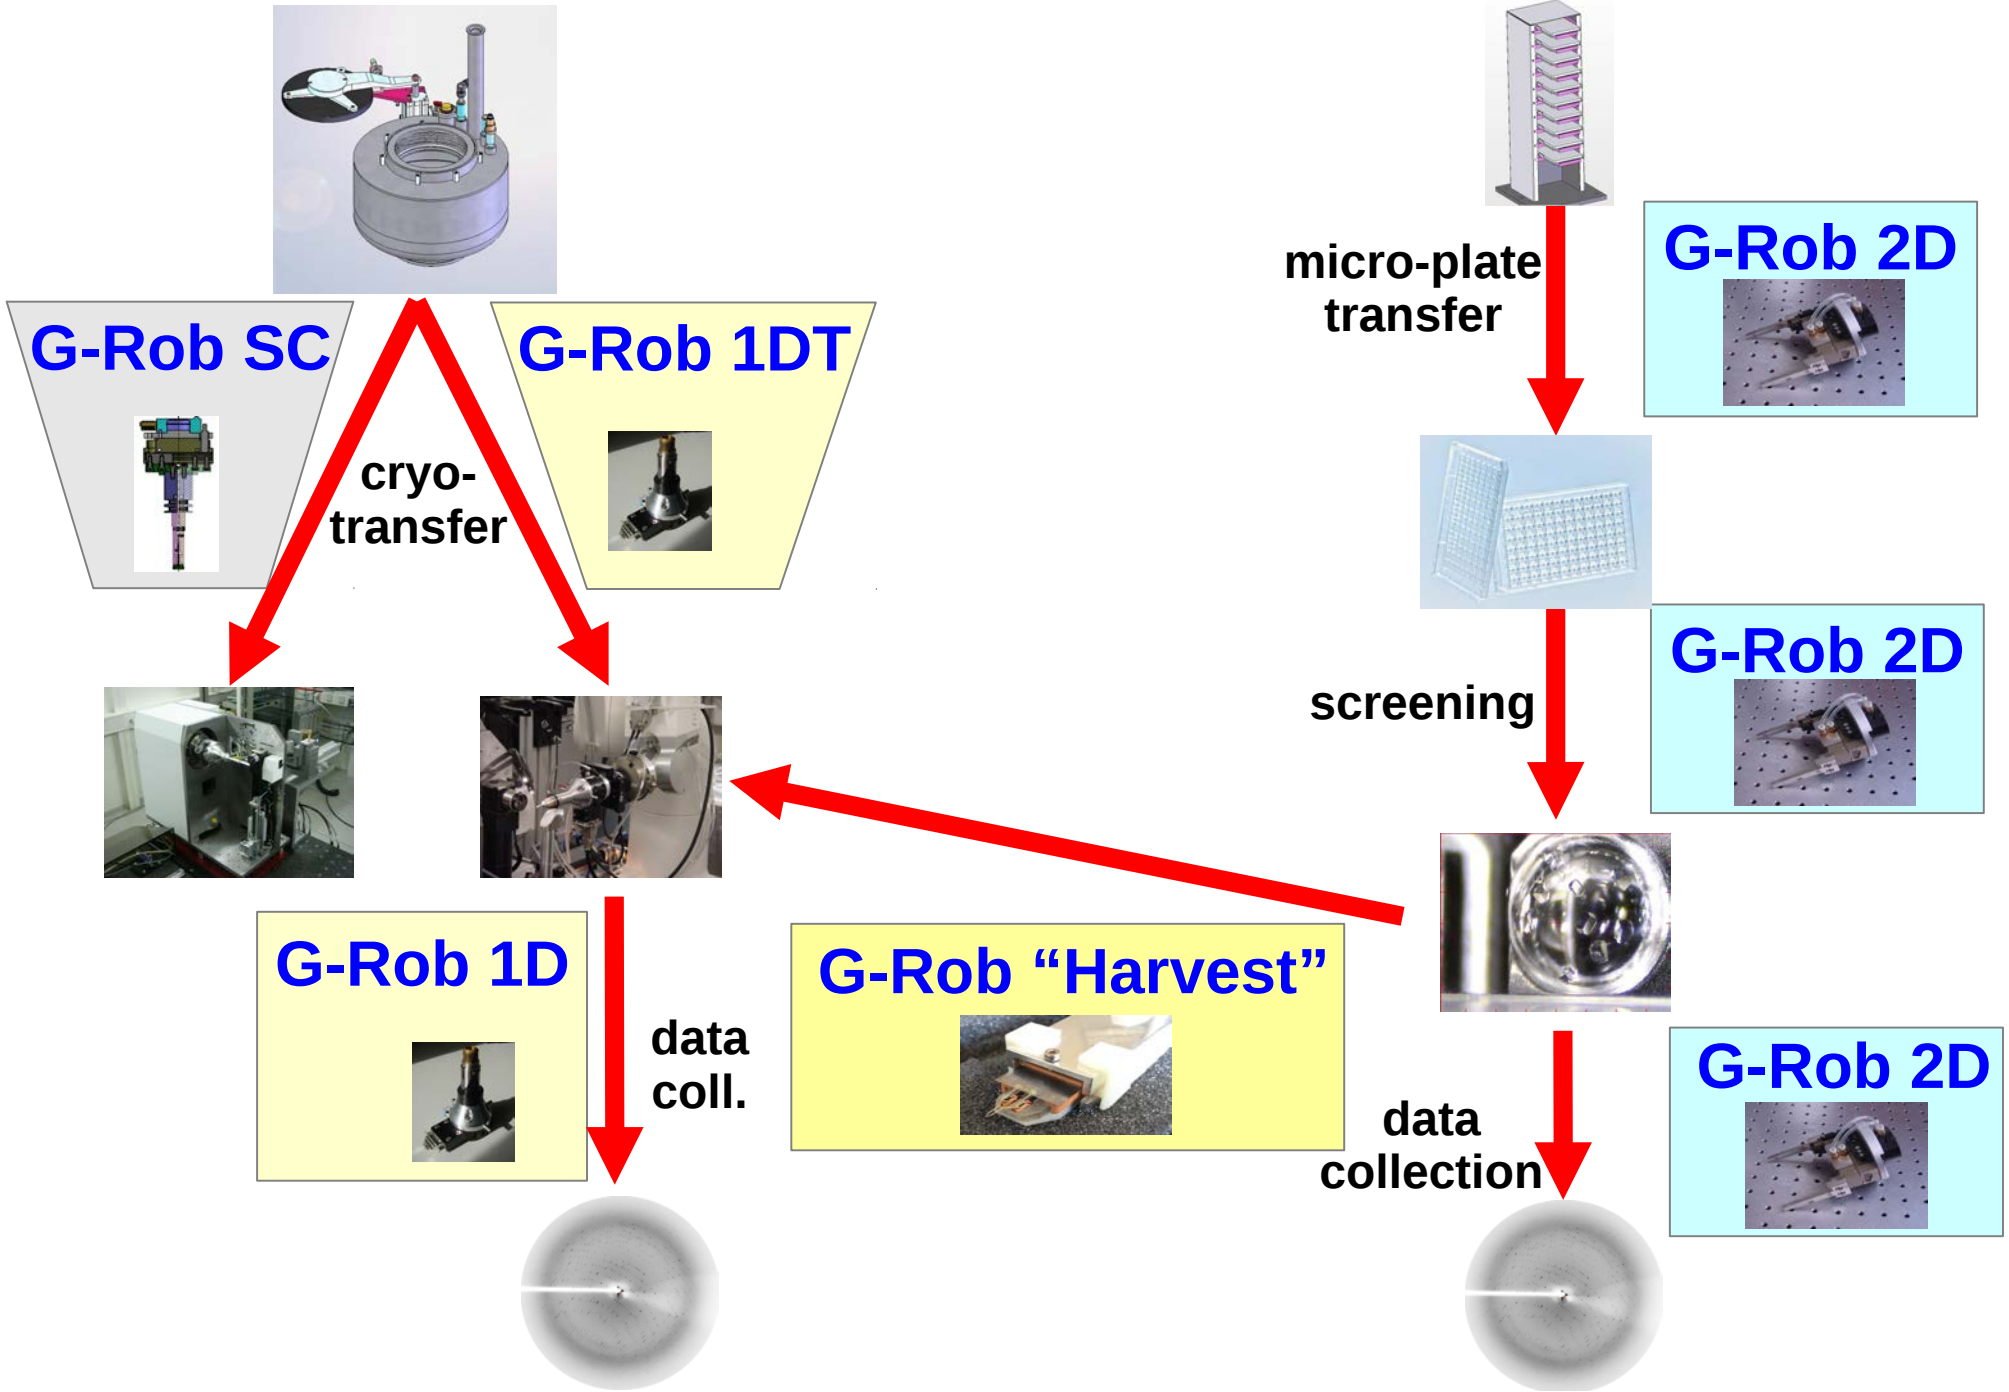 G-Rob SC
G-Rob 1DT
cryo-
transfer
G-Rob 1D
data
coll.
G-Rob “Harvest”
micro-plate
transfer
G-Rob 2D
screening
G-Rob 2D
data
collection
G-Rob 2D